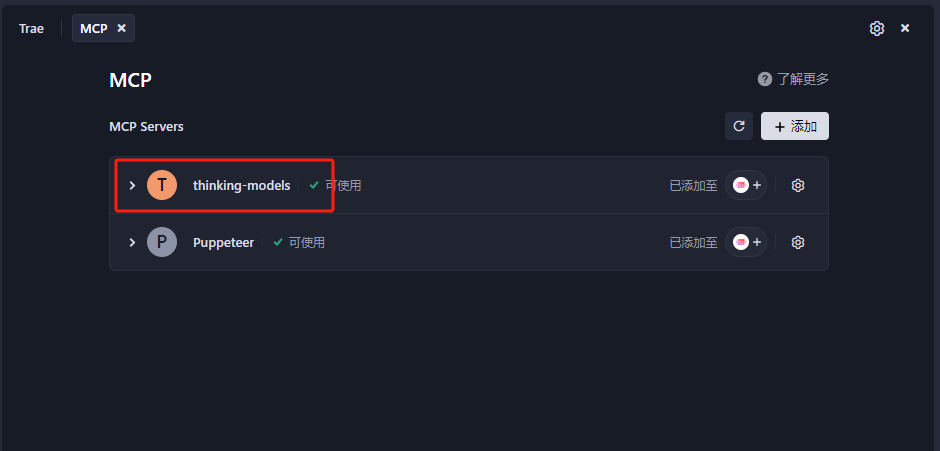 Trae MCP
MCP
了解更多
MCP Servers
添加
T thinking-models 可使用 已添加至
P Puppeteer 可使用 已添加至